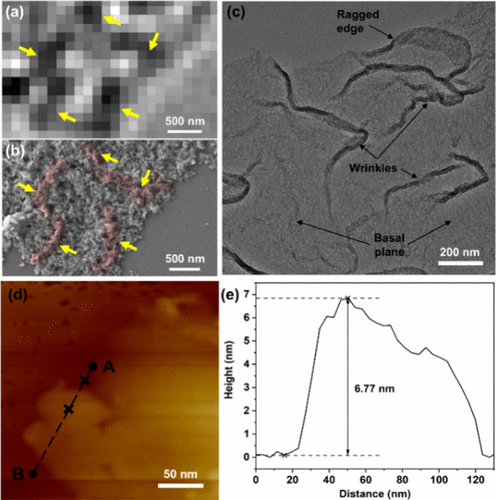 (a)
500 nm
(b)
500 nm
(c)
Ragged
edge
Wrinkles
Basal
plane
200 nm
(d)
A
B
50 nm
(e)
Height (nm)
7
6
5
4
3
2
1
0
6.77 nm
0 20 40 60 80 100 120
Distance (nm)